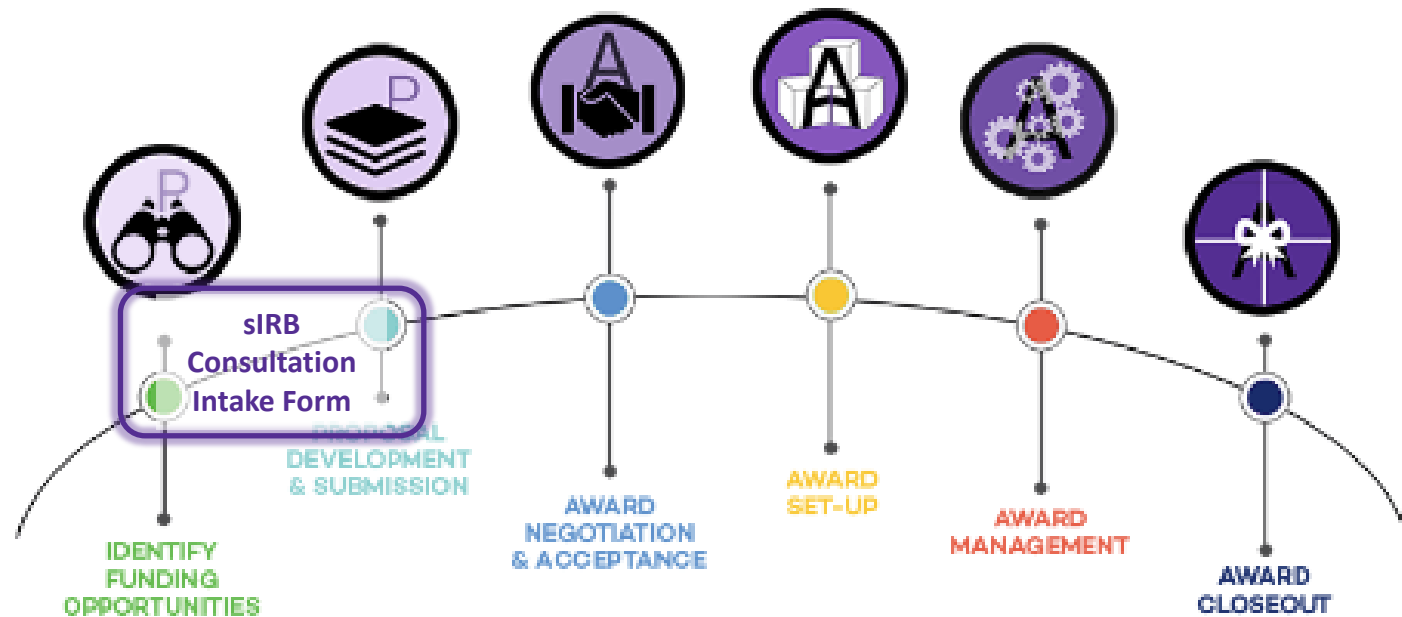 P
P
A
A
A
A
sIRB
Consultation
Intake Form
IDENTIFY
FUNDING
OPPORTUNITIES
PROPOSAL
DEVELOPMENT
& SUBMISSION
AWARD
NEGOTIATION
& ACCEPTANCE
AWARD
SET-UP
AWARD
MANAGEMENT
AWARD
CLOSEOUT